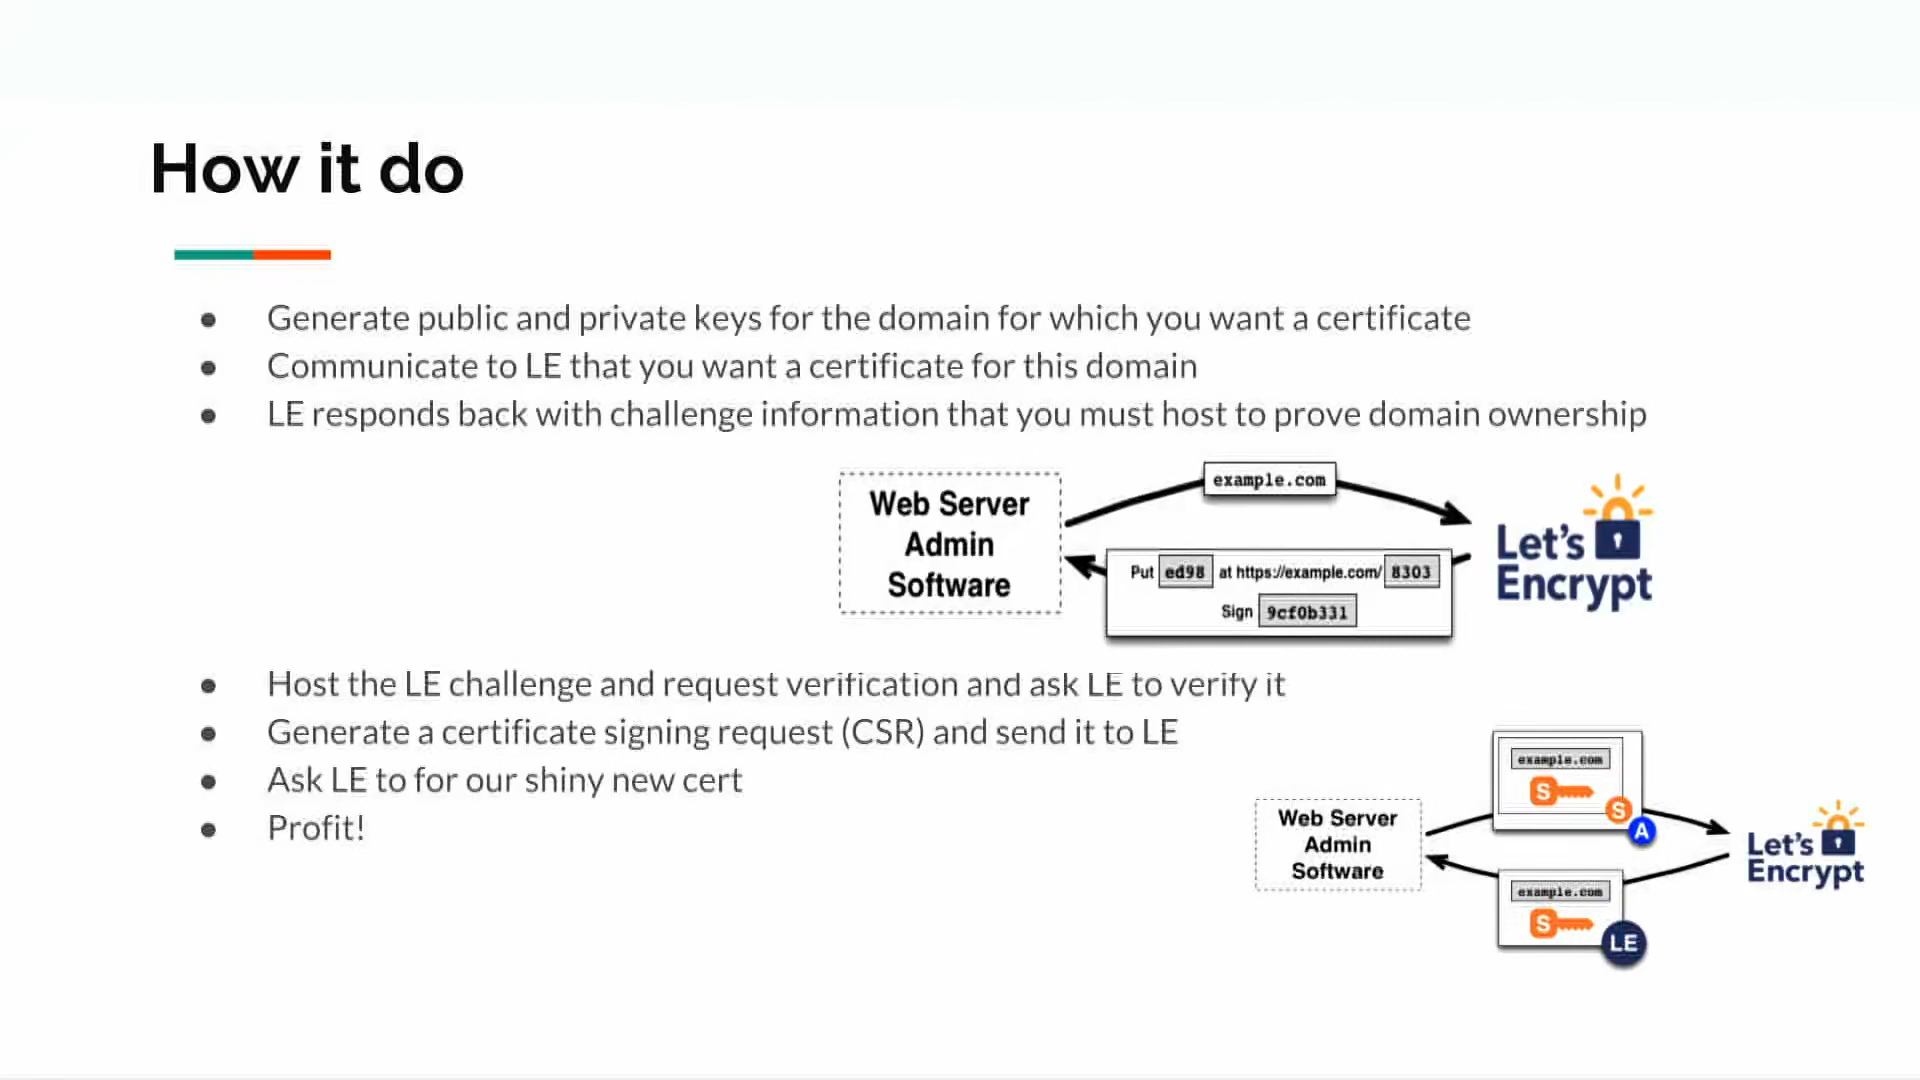 How it do
● Generate public and private keys for the domain for which you want a certificate
● Communicate to LE that you want a certificate for this domain
● LE responds back with challenge information that you must host to prove domain ownership
Web Server
Admin
Software
example.com
Put ed98 at https://example.com/ 8303
Sign 9cf0b331
Let's
Encrypt
● Host the LE challenge and request verification and ask LE to verify it
● Generate a certificate signing request (CSR) and send it to LE
● Ask LE to for our shiny new cert
● Profit!
Web Server
Admin
Software
example.com
S
S
A
example.com
S
LE
Let's
Encrypt